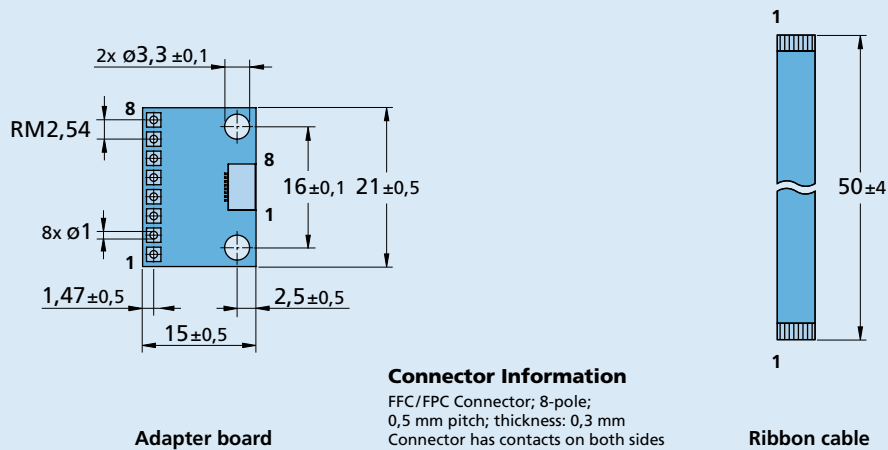 2x ø3,3 ±0,1
8
RM2,54
8
16±0,1
21±0,5
8x ø1
1
1
1,47±0,5
2,5±0,5
15±0,5
Adapter board
Connector Information
FFC/FPC Connector; 8-pole;
0,5 mm pitch; thickness: 0,3 mm
Connector has contacts on both sides
1
50±4
1
Ribbon cable